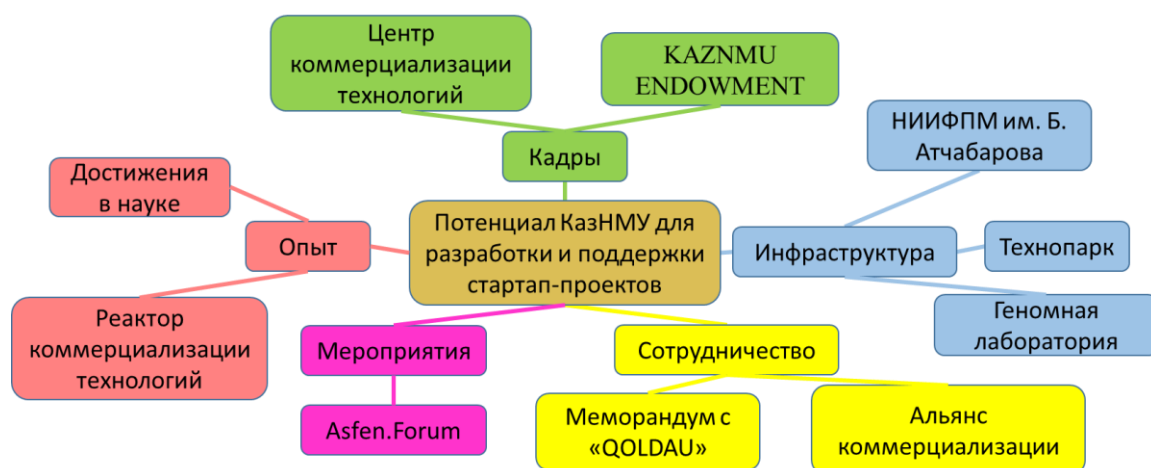 Центр
коммерциализации
технологий
KAZNMU
ENDOWMENT
Кадры
НИИФПМ им. Б.
Атчабарова
Достижения
в науке
Опыт
Потенциал КазНМУ для
разработки и поддержки
стартап-проектов
Инфраструктура
Технопарк
Реактор
коммерциализации
технологий
Геномная
лаборатория
Мероприятия
Сотрудничество
Asfen.Forum
Меморандум с
«QOLDAU»
Альянс
коммерциализации